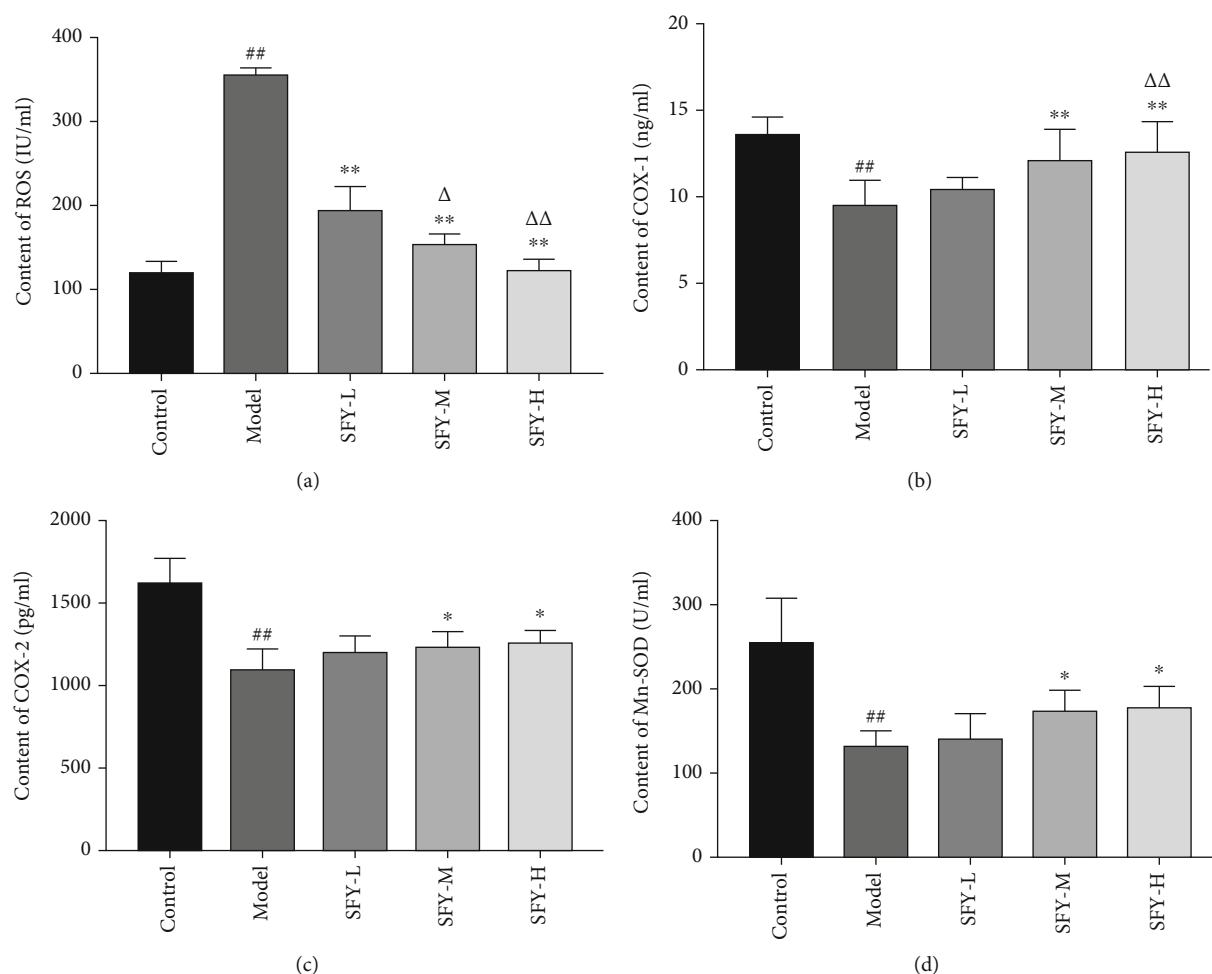 Content of ROS (IU/ml)
400
300
200
100
0
##
**
Δ
**
ΔΔ
**
Control
Model
SFY-L
SFY-M
SFY-H
(a)
Content of COX-1 (ng/ml)
20
15
10
5
0
##
**
ΔΔ
**
Control
Model
SFY-L
SFY-M
SFY-H
(b)
Content of COX-2 (pg/ml)
2000
1500
1000
500
0
##
*
*
Control
Model
SFY-L
SFY-M
SFY-H
(c)
Content of Mn-SOD (U/ml)
400
300
200
100
0
##
*
*
Control
Model
SFY-L
SFY-M
SFY-H
(d)